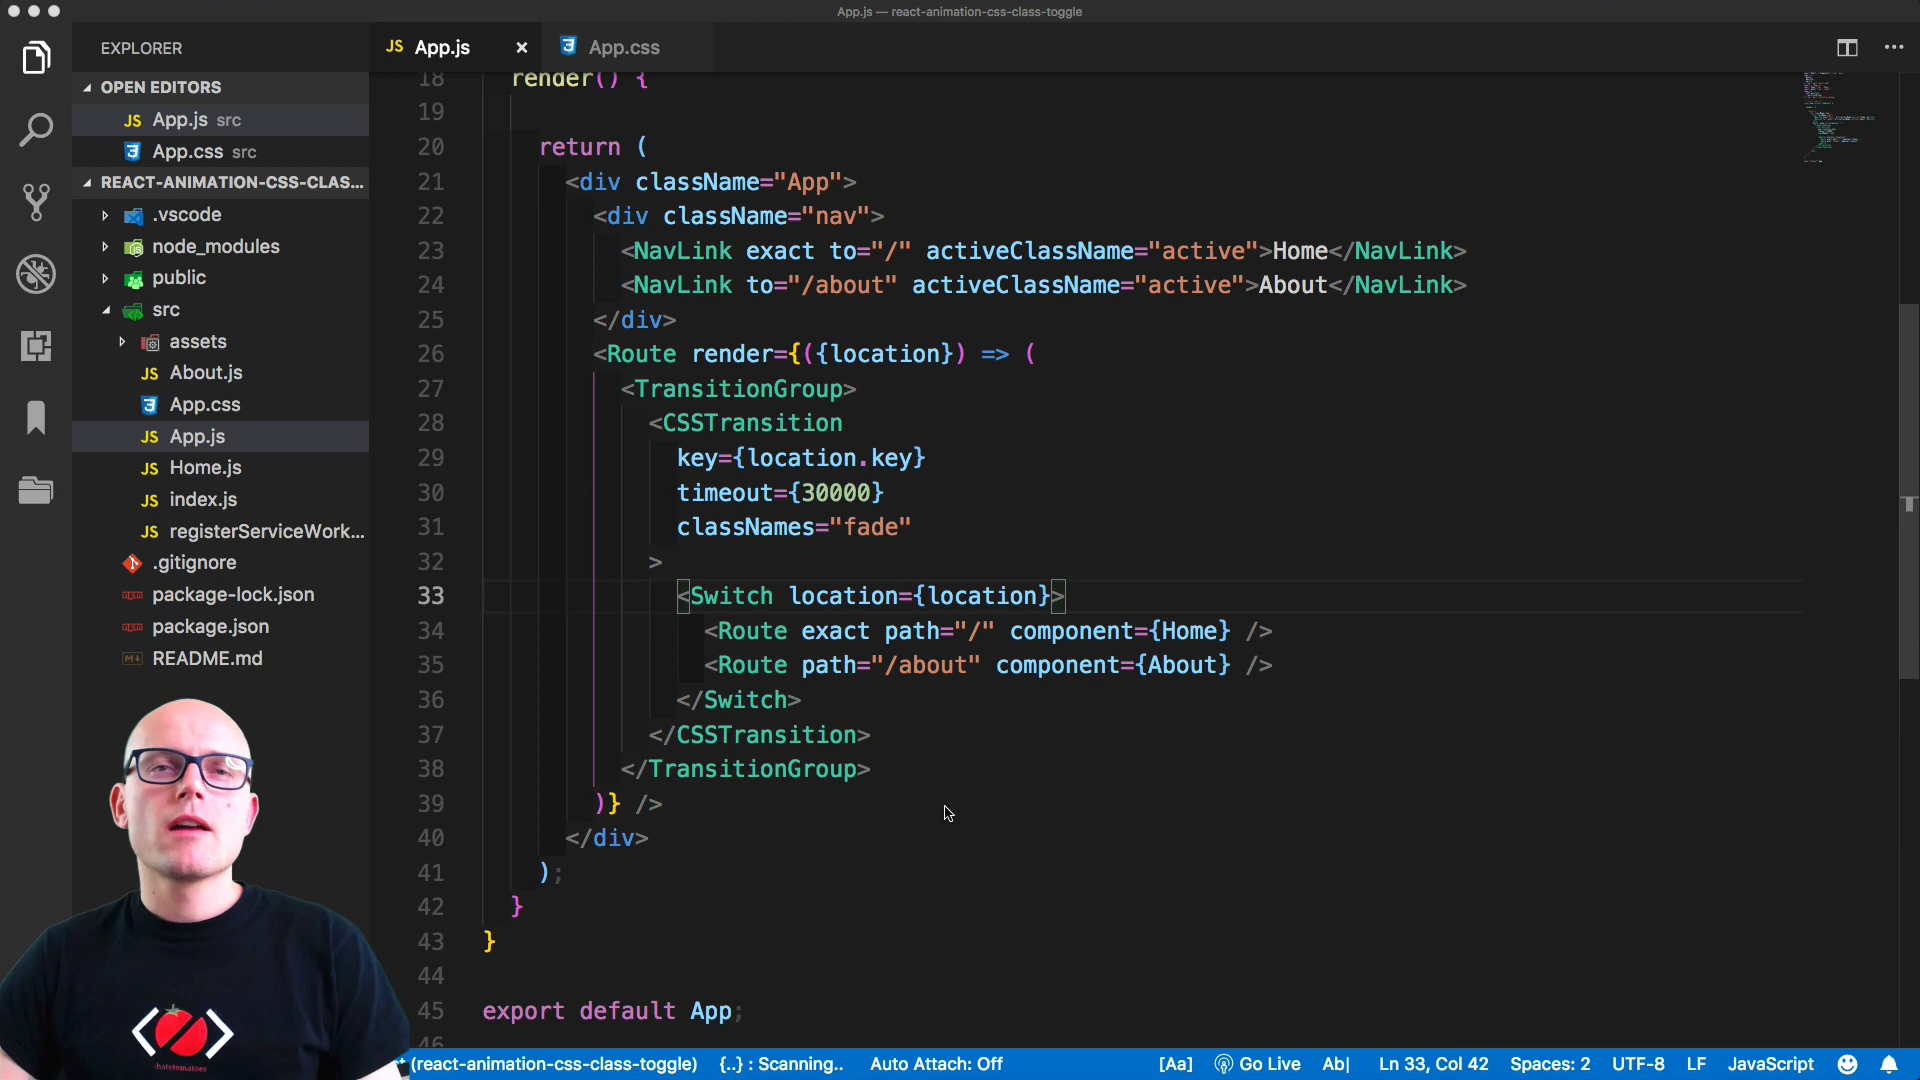 App.js — react-animation-css-class-toggle
EXPLORER
JS App.js ×
App.css
OPEN EDITORS
JS App.js src
App.css src
REACT-ANIMATION-CSS-CLAS...
.vscode
node_modules
public
src
assets
JS About.js
App.css
JS App.js
JS Home.js
JS index.js
JS registerServiceWork...
.gitignore
package-lock.json
package.json
README.md
18 render() {
19
20 return (
21 <div className="App">
22 <div className="nav">
23 <NavLink exact to="/" activeClassName="active">Home</NavLink>
24 <NavLink to="/about" activeClassName="active">About</NavLink>
25 </div>
26 <Route render={({location}) => (
27 <TransitionGroup>
28 <CSSTransition
29 key={location.key}
30 timeout={30000}
31 classNames="fade"
32 >
33 <Switch location={location}>
34 <Route exact path="/" component={Home} />
35 <Route path="/about" component={About} />
36 </Switch>
37 </CSSTransition>
38 </TransitionGroup>
39 )} />
40 </div>
41 );
42 }
43 }
44
45 export default App;
46
hatetomatoes
(react-animation-css-class-toggle) {..} : Scanning.. Auto Attach: Off [Aa] Go Live Ab| Ln 33, Col 42 Spaces: 2 UTF-8 LF JavaScript